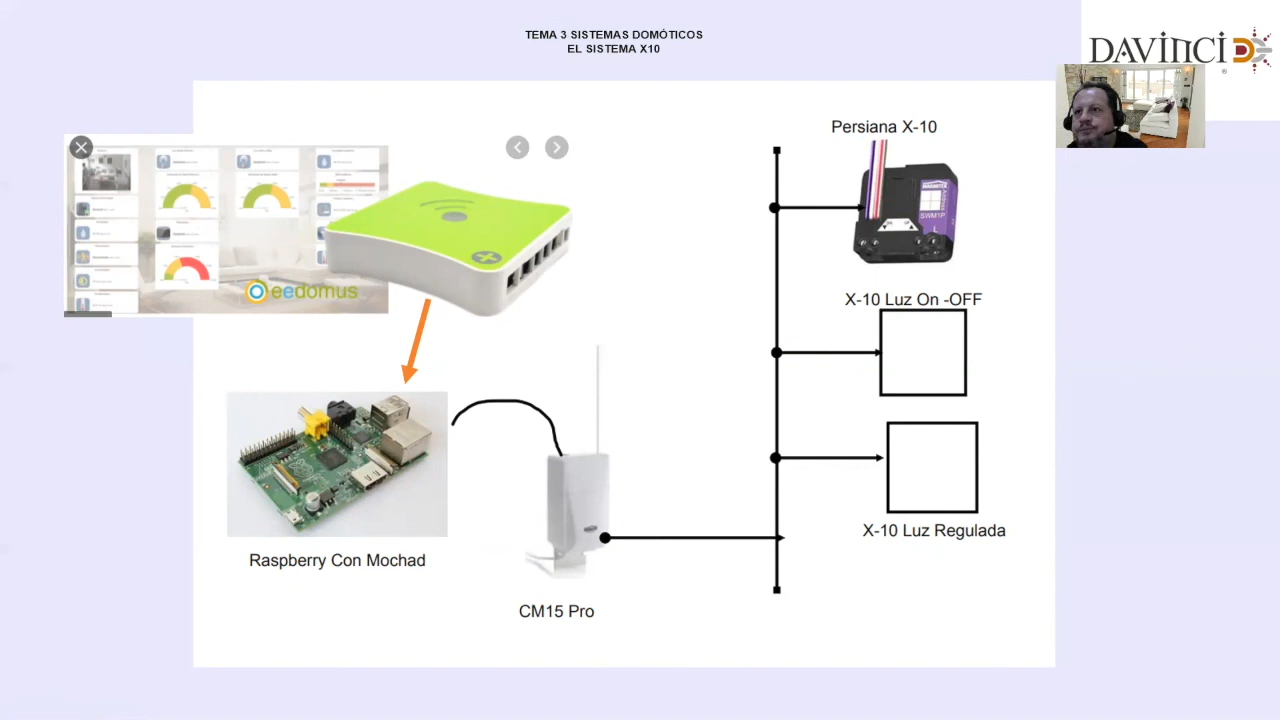 TEMA 3 SISTEMAS DOMÓTICOS
EL SISTEMA X10
DAVINCI
®
Persiana X-10
SWM1P
L
eedomus
X-10 Luz On -OFF
X-10 Luz Regulada
Raspberry Con Mochad
CM15 Pro